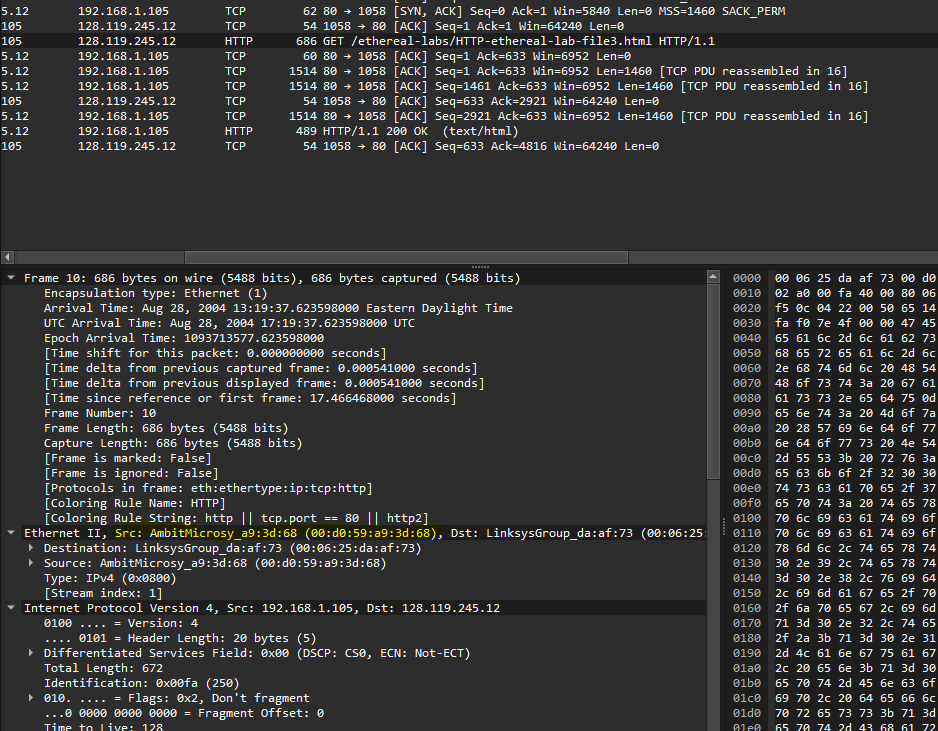 5.12 192.168.1.105 TCP 62 80 → 1058 [SYN, ACK] Seq=0 Ack=1 Win=5840 Len=0 MSS=1460 SACK_PERM
105 128.119.245.12 TCP 54 1058 → 80 [ACK] Seq=1 Ack=1 Win=64240 Len=0
105 128.119.245.12 HTTP 686 GET /ethereal-labs/HTTP-ethereal-lab-file3.html HTTP/1.1
5.12 192.168.1.105 TCP 60 80 → 1058 [ACK] Seq=1 Ack=633 Win=6952 Len=0
5.12 192.168.1.105 TCP 1514 80 → 1058 [ACK] Seq=1 Ack=633 Win=6952 Len=1460 [TCP PDU reassembled in 16]
5.12 192.168.1.105 TCP 1514 80 → 1058 [ACK] Seq=1461 Ack=633 Win=6952 Len=1460 [TCP PDU reassembled in 16]
105 128.119.245.12 TCP 54 1058 → 80 [ACK] Seq=633 Ack=2921 Win=64240 Len=0
5.12 192.168.1.105 TCP 1514 80 → 1058 [ACK] Seq=2921 Ack=633 Win=6952 Len=1460 [TCP PDU reassembled in 16]
5.12 192.168.1.105 HTTP 489 HTTP/1.1 200 OK (text/html)
105 128.119.245.12 TCP 54 1058 → 80 [ACK] Seq=633 Ack=4816 Win=64240 Len=0
Frame 10: 686 bytes on wire (5488 bits), 686 bytes captured (5488 bits)
Encapsulation type: Ethernet (1)
Arrival Time: Aug 28, 2004 13:19:37.623598000 Eastern Daylight Time
UTC Arrival Time: Aug 28, 2004 17:19:37.623598000 UTC
Epoch Arrival Time: 1093713577.623598000
[Time shift for this packet: 0.000000000 seconds]
[Time delta from previous captured frame: 0.000541000 seconds]
[Time delta from previous displayed frame: 0.000541000 seconds]
[Time since reference or first frame: 17.466468000 seconds]
Frame Number: 10
Frame Length: 686 bytes (5488 bits)
Capture Length: 686 bytes (5488 bits)
[Frame is marked: False]
[Frame is ignored: False]
[Protocols in frame: eth:ethertype:ip:tcp:http]
[Coloring Rule Name: HTTP]
[Coloring Rule String: http || tcp.port == 80 || http2]
Ethernet II, Src: AmbitMicrosy_a9:3d:68 (00:d0:59:a9:3d:68), Dst: LinksysGroup_da:af:73 (00:06:25:
Destination: LinksysGroup_da:af:73 (00:06:25:da:af:73)
Source: AmbitMicrosy_a9:3d:68 (00:d0:59:a9:3d:68)
Type: IPv4 (0x0800)
[Stream index: 1]
Internet Protocol Version 4, Src: 192.168.1.105, Dst: 128.119.245.12
0100 .... = Version: 4
.... 0101 = Header Length: 20 bytes (5)
Differentiated Services Field: 0x00 (DSCP: CS0, ECN: Not-ECT)
Total Length: 672
Identification: 0x00fa (250)
010. .... = Flags: 0x2, Don't fragment
...0 0000 0000 0000 = Fragment Offset: 0
Time to Live: 128
0000 00 06 25 da af 73 00 d0
0010 02 a0 00 fa 40 00 80 06
0020 f5 0c 04 22 00 50 65 14
0030 fa f0 7e 4f 00 00 47 45
0040 65 61 6c 2d 6c 61 62 73
0050 68 65 72 65 61 6c 2d 6c
0060 2e 68 74 6d 6c 20 48 54
0070 48 6f 73 74 3a 20 67 61
0080 61 73 73 2e 65 64 75 0d
0090 65 6e 74 3a 20 4d 6f 7a
00a0 20 28 57 69 6e 64 6f 77
00b0 6e 64 6f 77 73 20 4e 54
00c0 2d 55 53 3b 20 72 76 3a
00d0 65 63 6b 6f 2f 32 30 30
00e0 74 73 63 61 70 65 2f 37
00f0 65 70 74 3a 20 74 65 78
0100 70 6c 69 63 61 74 69 6f
0110 70 6c 69 63 61 74 69 6f
0120 78 6d 6c 2c 74 65 78 74
0130 30 2e 39 2c 74 65 78 74
0140 3d 30 2e 38 2c 76 69 64
0150 2c 69 6d 61 67 65 2f 70
0160 2f 6a 70 65 67 2c 69 6d
0170 71 3d 30 2e 32 2c 74 65
0180 2f 2a 3b 71 3d 30 2e 31
0190 2d 4c 61 6e 67 75 61 67
01a0 2c 20 65 6e 3b 71 3d 30
01b0 65 70 74 2d 45 6e 63 6f
01c0 69 70 2c 20 64 65 66 6c
01d0 70 72 65 73 73 3b 71 3d
01e0 65 70 74 2d 43 68 61 72